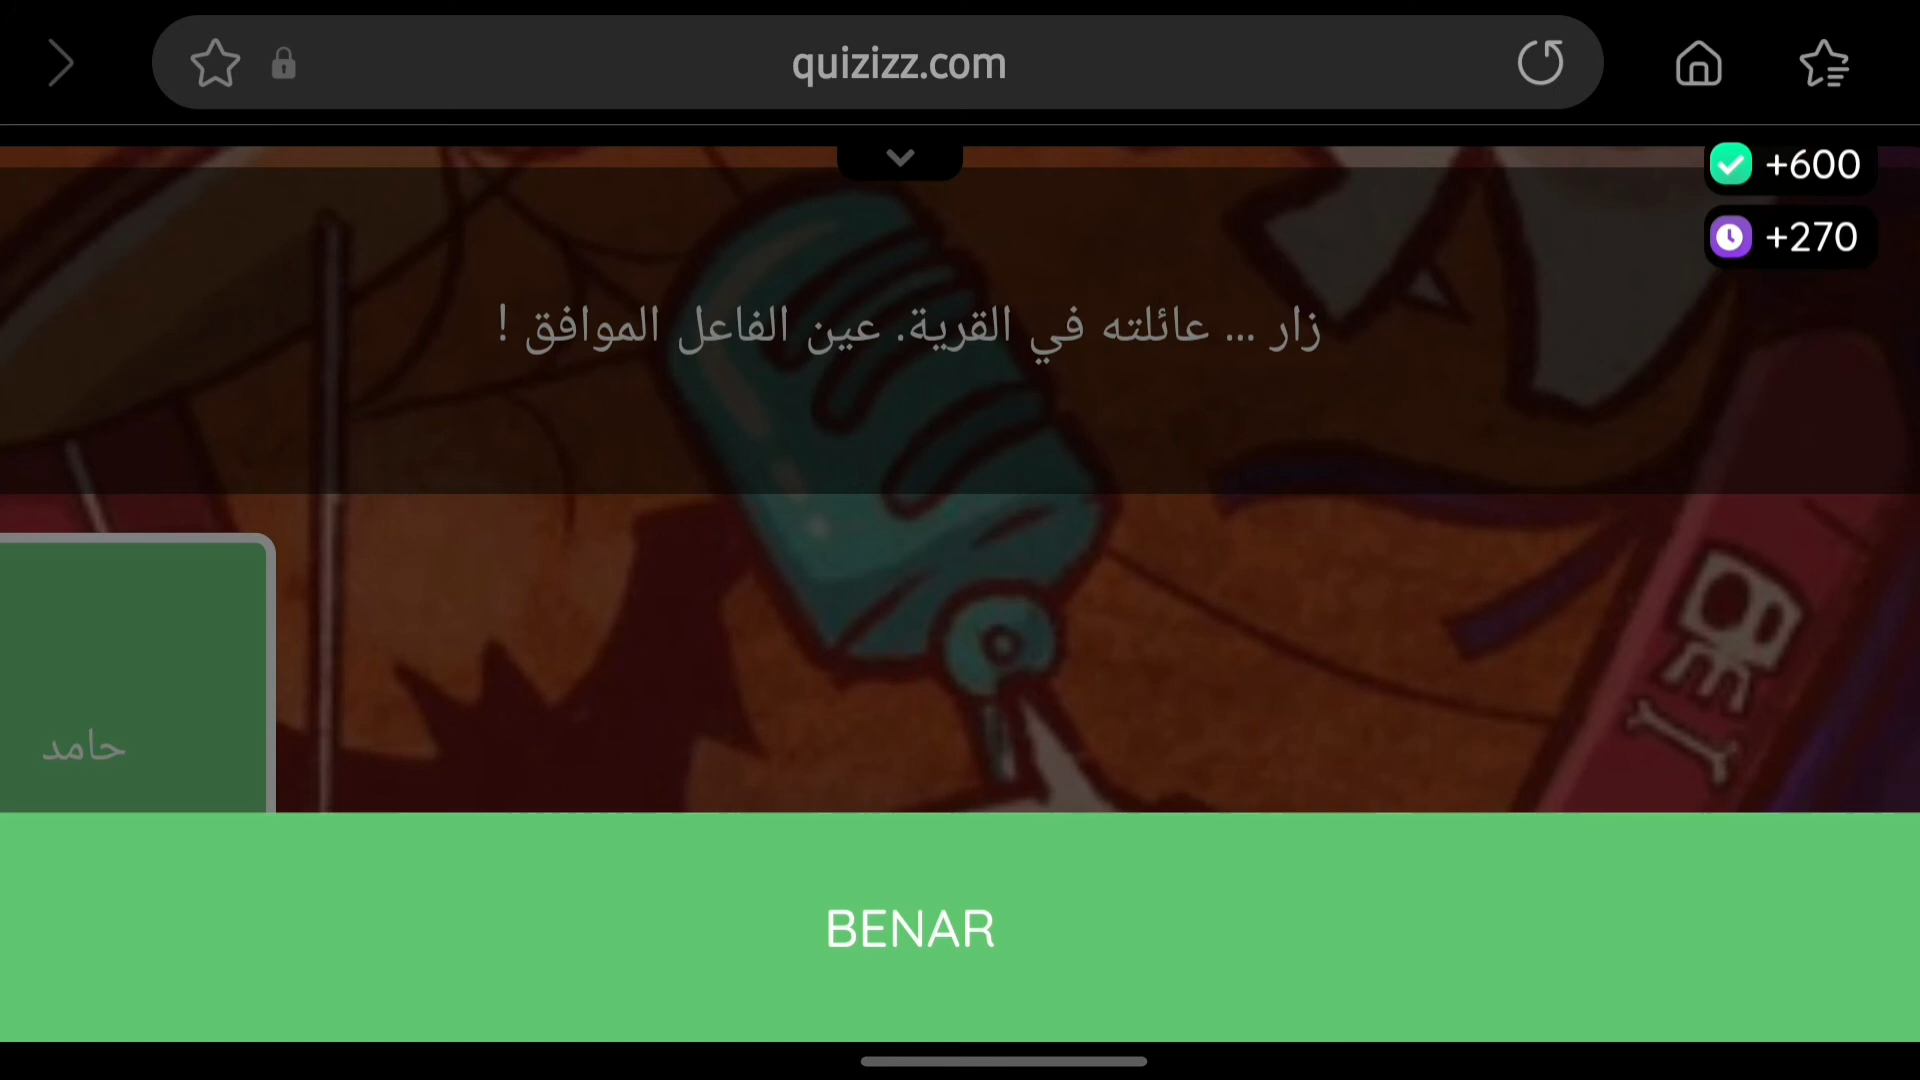 quizizz.com
+600
+270
زار ... عائلته في القرية. عين الفاعل الموافق !
حامد
BENAR